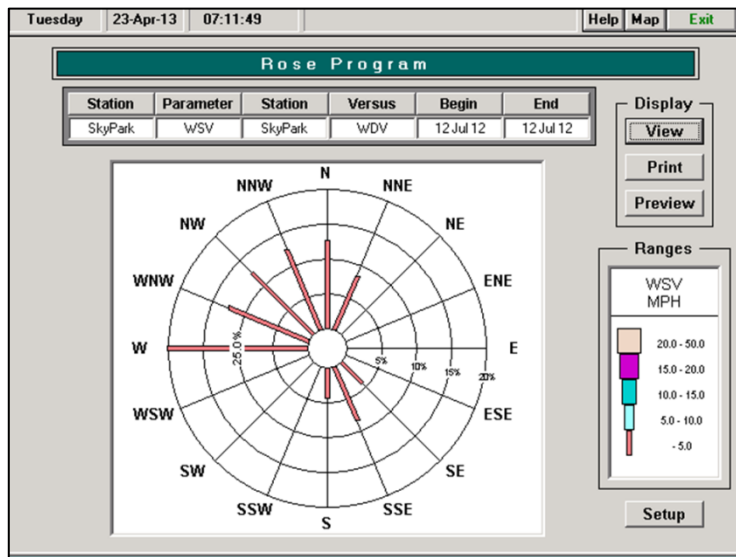 Tuesday 23-Apr-13 07:11:49 Help Map Exit
Rose Program
Station Parameter Station Versus Begin End
SkyPark WSV SkyPark WDV 12 Jul 12 12 Jul 12
Display
View
Print
Preview
N
NNW NNE
NW NE
WNW ENE
W 25.0% 5% 10% 15% 20% E
WSW ESE
SW SE
SSW SSE
S
Ranges
WSV
MPH
20.0 - 50.0
15.0 - 20.0
10.0 - 15.0
5.0 - 10.0
- 5.0
Setup